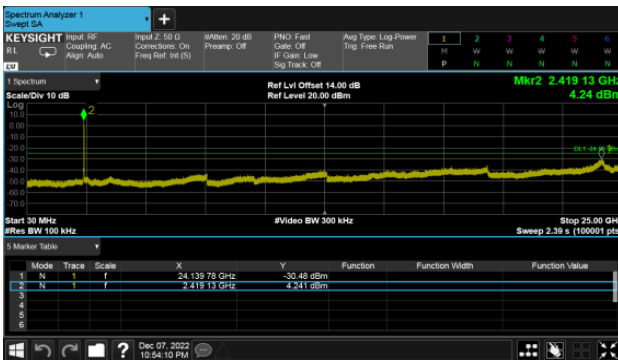 Spectrum Analyzer 1
Swept SA
KEYSIGHT Input: RF Input Z: 50 Ω #Atten: 20 dB PNO: Fast Avg Type: Log-Power 1 2 3 4 5 6
RL Coupling: AC Corrections: On Preamp: Off Gate: Off Trig: Free Run M W W W W W
Align: Auto Freq Ref: Int (S) IF Gain: Low P N N N N N
LXI Sig Track: Off
1 Spectrum Ref Lvl Offset 14.00 dB Mkr2 2.419 13 GHz
Scale/Div 10 dB Ref Level 20.00 dBm 4.24 dBm
Log
10.0 2
0.00
-10.0
-20.0
-30.0
-40.0
-50.0
-60.0
-70.0
Start 30 MHz #Video BW 300 kHz Stop 25.00 GH
#Res BW 100 kHz Sweep 2.39 s (100001 pts
5 Marker Table
Mode Trace Scale X Y Function Function Width Function Value
1 N 1 f 24.139 78 GHz -30.48 dBm
2 N 1 f 2.419 13 GHz 4.241 dBm
3
4
5
6
? Dec 07, 2022
10:54:10 PM